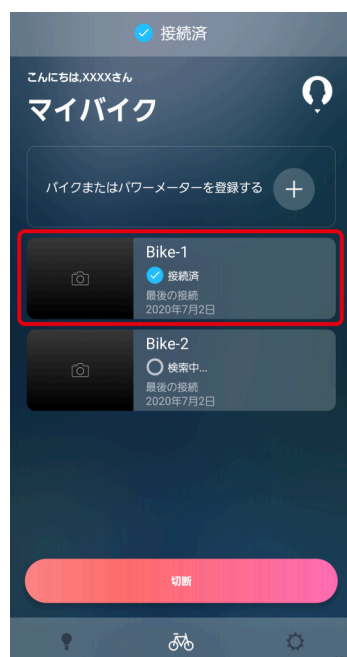 接続済
こんにちは,XXXXさん
マイバイク
バイクまたはパワーメーターを登録する
Bike-1
接続済
最後の接続
2020年7月2日
Bike-2
検索中...
最後の接続
2020年7月2日
切断